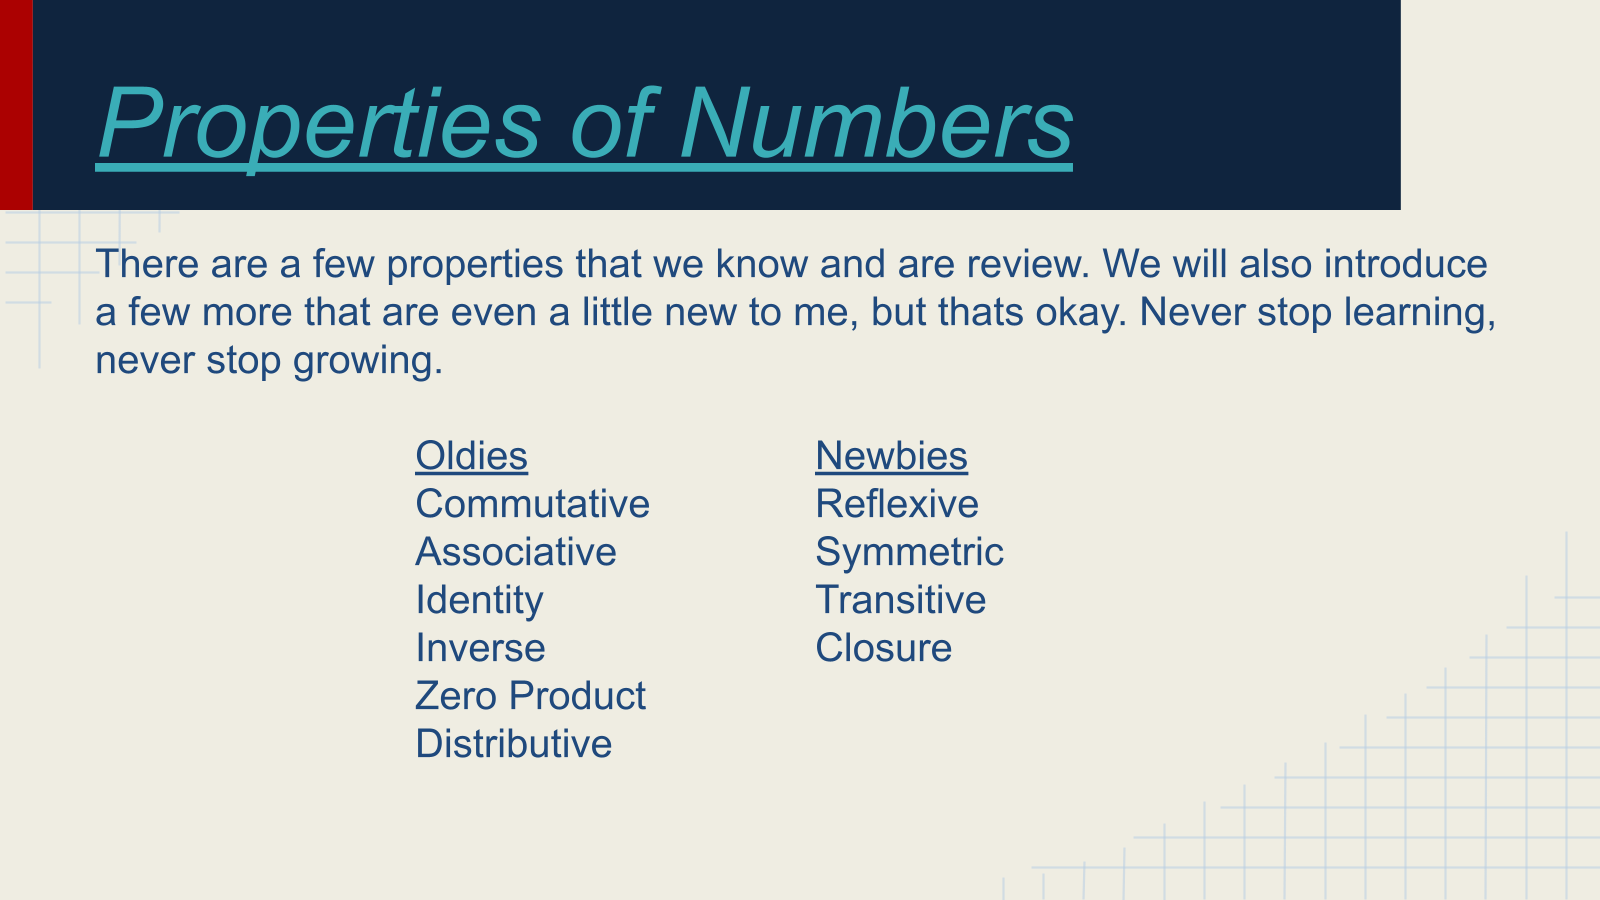 Properties of Numbers
There are a few properties that we know and are review. We will also introduce
a few more that are even a little new to me, but thats okay. Never stop learning,
never stop growing.
Oldies Newbies
Commutative Reflexive
Associative Symmetric
Identity Transitive
Inverse Closure
Zero Product
Distributive